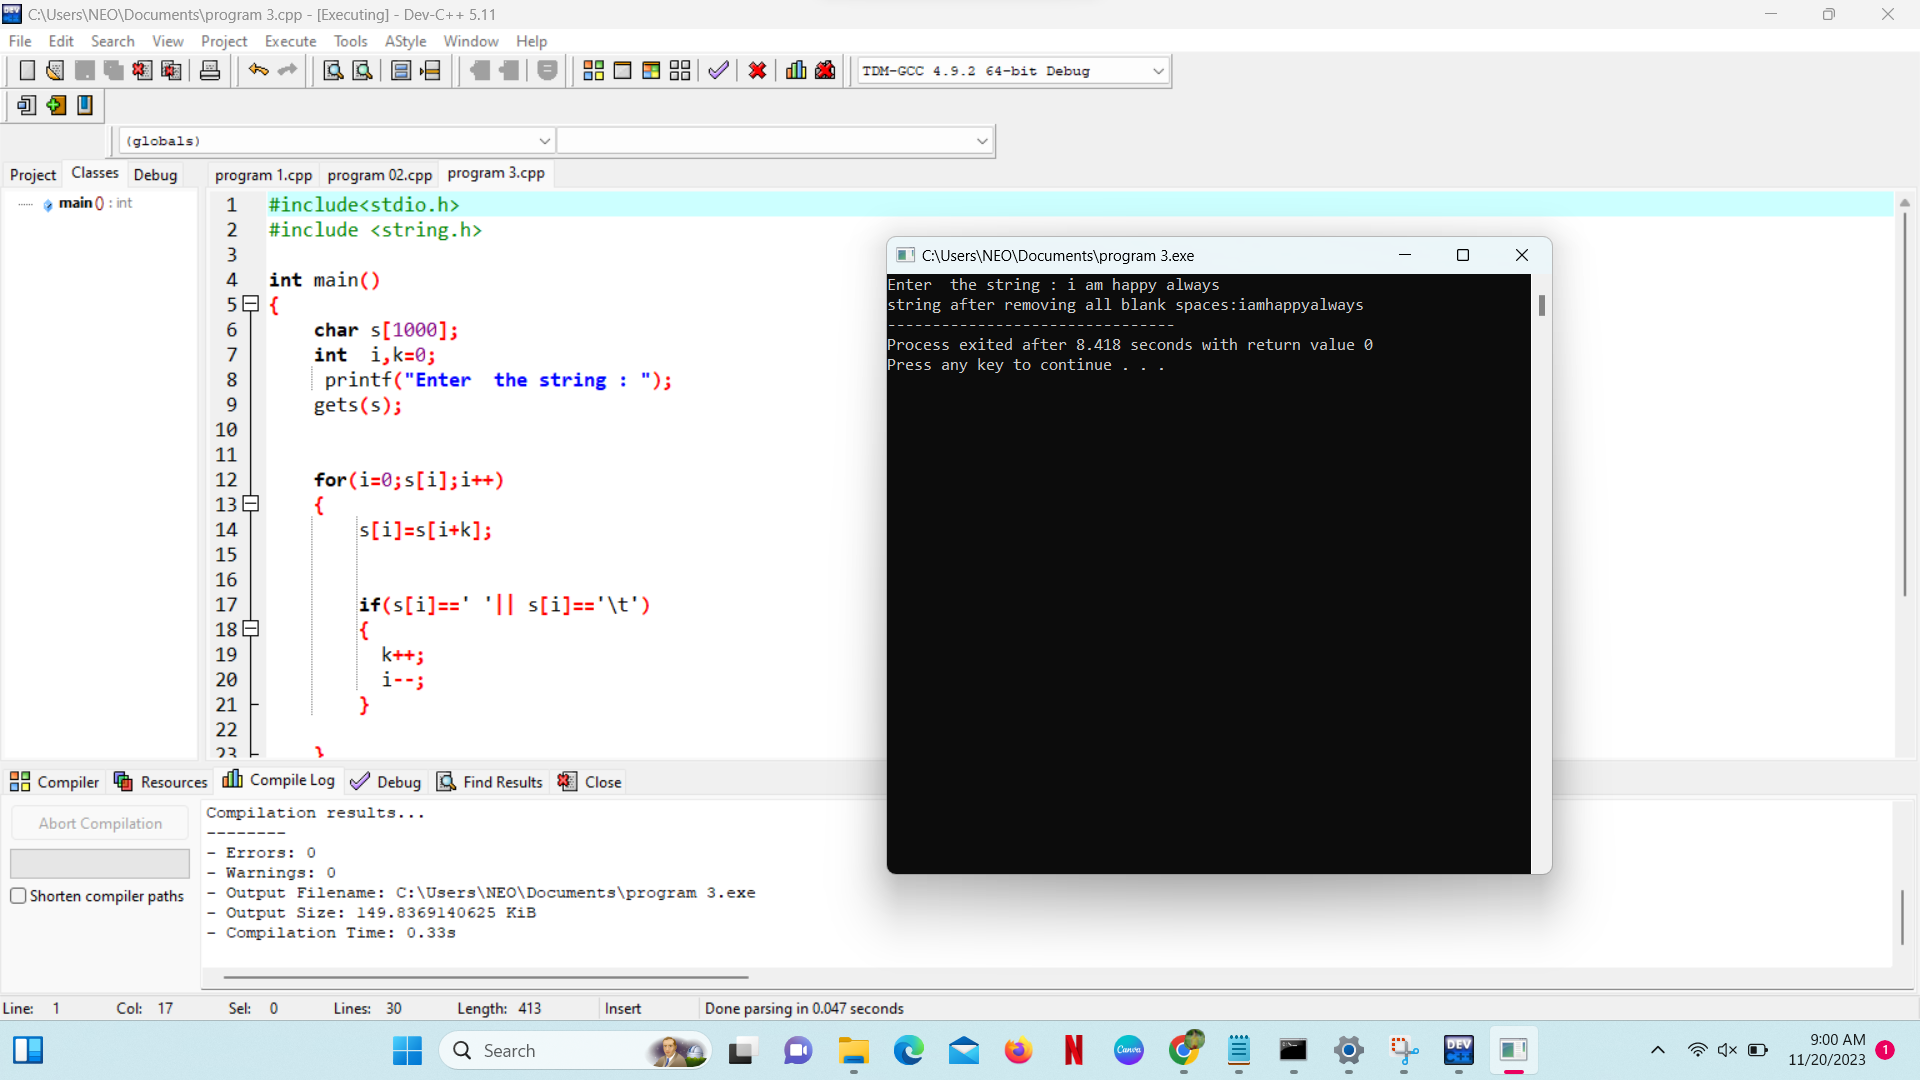 C:\Users\NEO\Documents\program 3.cpp - [Executing] - Dev-C++ 5.11
File Edit Search View Project Execute Tools AStyle Window Help
TDM-GCC 4.9.2 64-bit Debug
(globals)
Project Classes Debug
program 1.cpp program 02.cpp program 3.cpp
main () : int
1 #include<stdio.h>
2 #include <string.h>
3
4 int main()
5 {
6 char s[1000];
7 int  i,k=0;
8 printf("Enter  the string : ");
9 gets(s);
10
11
12 for(i=0;s[i];i++)
13 {
14 s[i]=s[i+k];
15
16
17 if(s[i]==' '|| s[i]=='\t')
18 {
19 k++;
20 i--;
21 }
22
23 }
C:\Users\NEO\Documents\program 3.exe
Enter  the string : i am happy always
string after removing all blank spaces:iamhappyalways
--------------------------------
Process exited after 8.418 seconds with return value 0
Press any key to continue . . .
Compiler Resources Compile Log Debug Find Results Close
Abort Compilation
Shorten compiler paths
Compilation results...
--------
- Errors: 0
- Warnings: 0
- Output Filename: C:\Users\NEO\Documents\program 3.exe
- Output Size: 149.8369140625 KiB
- Compilation Time: 0.33s
Line: 1 Col: 17 Sel: 0 Lines: 30 Length: 413 Insert Done parsing in 0.047 seconds
Search
Canva
DEV C++
9:00 AM
11/20/2023
1